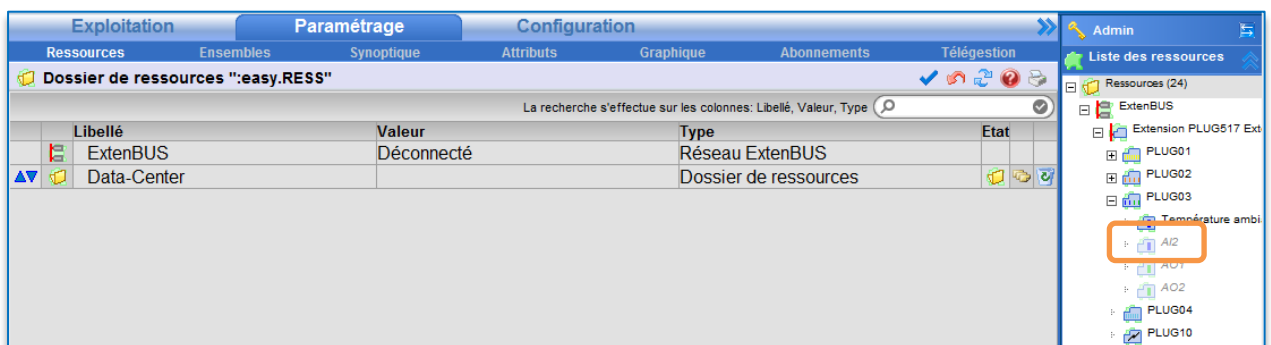 Exploitation Paramétrage Configuration
Ressources Ensembles Synoptique Attributs Graphique Abonnements Télégestion
Dossier de ressources ":easy.RESS"
La recherche s'effectue sur les colonnes: Libellé, Valeur, Type
Libellé Valeur Type Etat
ExtenBUS Déconnecté Réseau ExtenBUS
Data-Center Dossier de ressources
Admin
Liste des ressources
Ressources (24)
ExtenBUS
Extension PLUG517 Ext
PLUG01
PLUG02
PLUG03
Température ambi
AI2
AO1
AO2
PLUG04
PLUG10